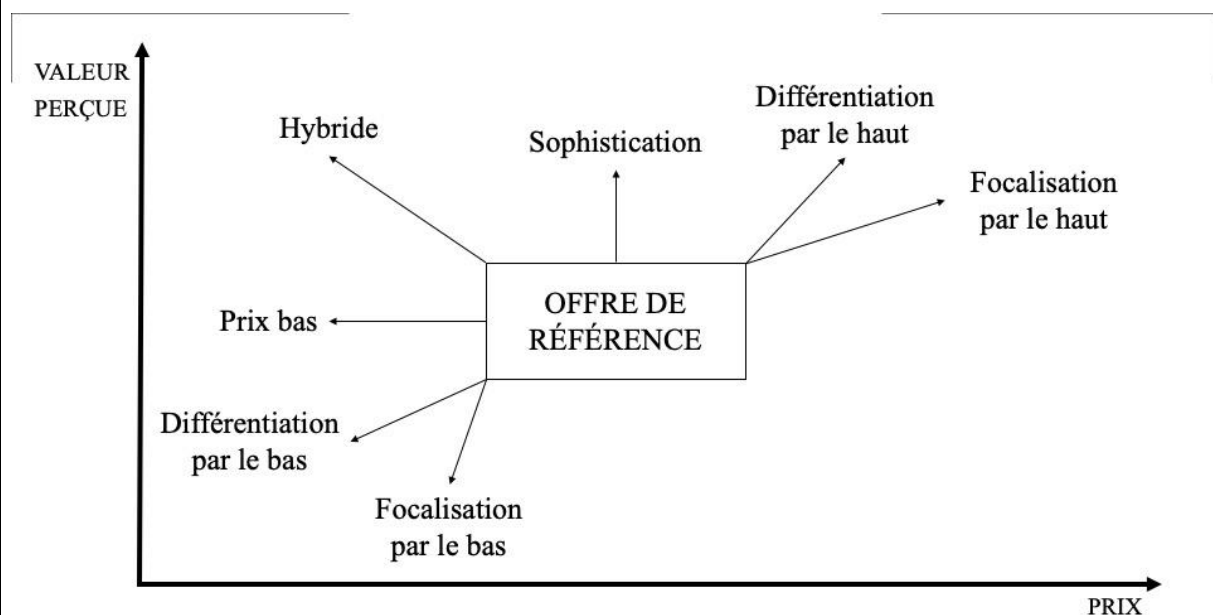 VALEUR
PERÇUE
Hybride
Sophistication
Différentiation
par le haut
Focalisation
par le haut
OFFRE DE
RÉFÉRENCE
Prix bas
Différentiation
par le bas
Focalisation
par le bas
PRIX